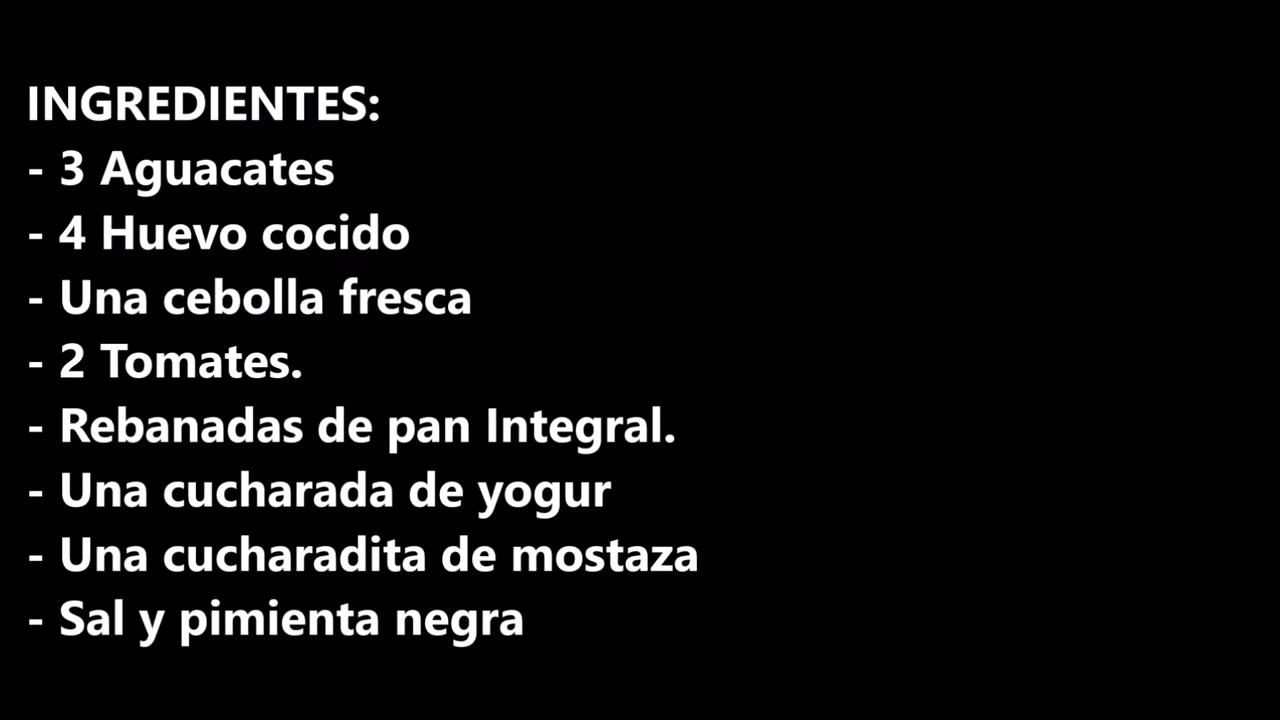 INGREDIENTES:
- 3 Aguacates
- 4 Huevo cocido
- Una cebolla fresca
- 2 Tomates.
- Rebanadas de pan Integral.
- Una cucharada de yogur
- Una cucharadita de mostaza
- Sal y pimienta negra